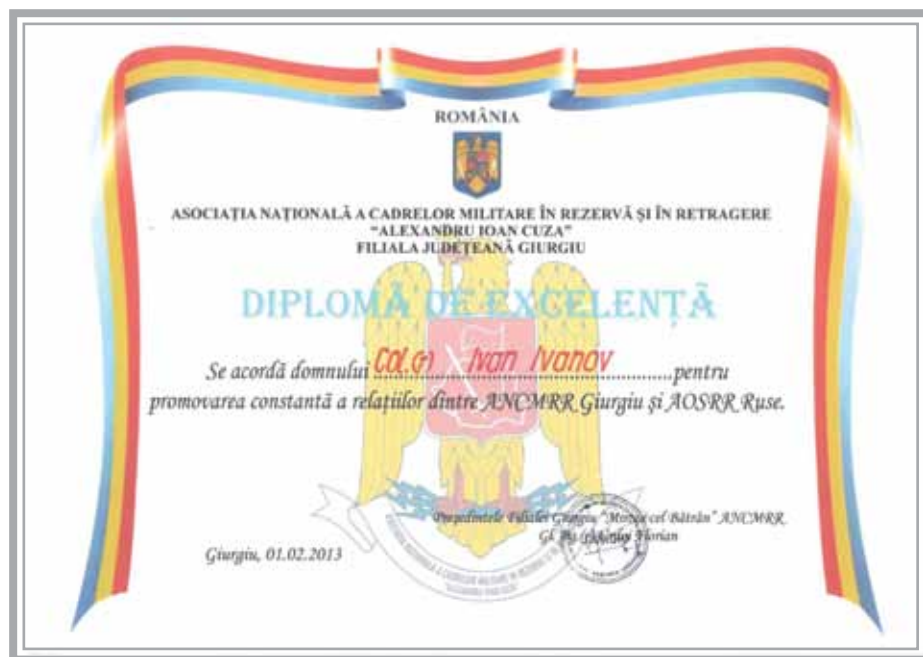 ROMÂNIA
ASOCIAȚIA NAȚIONALĂ A CADRELOR MILITARE ÎN REZERVĂ ȘI ÎN RETRAGERE
“ALEXANDRU IOAN CUZA”
FILIALA JUDEȚEANĂ GIURGIU
DIPLOMĂ DE EXCELENȚĂ
Se acordă domnului Col.(r) Ivan Ivanov pentru
promovarea constantă a relațiilor dintre ANCMRR Giurgiu și AOSRR Ruse.
Președintele Filialei Giurgiu “Mircea cel Bătrân” ANCMRR
Florian
Giurgiu, 01.02.2013